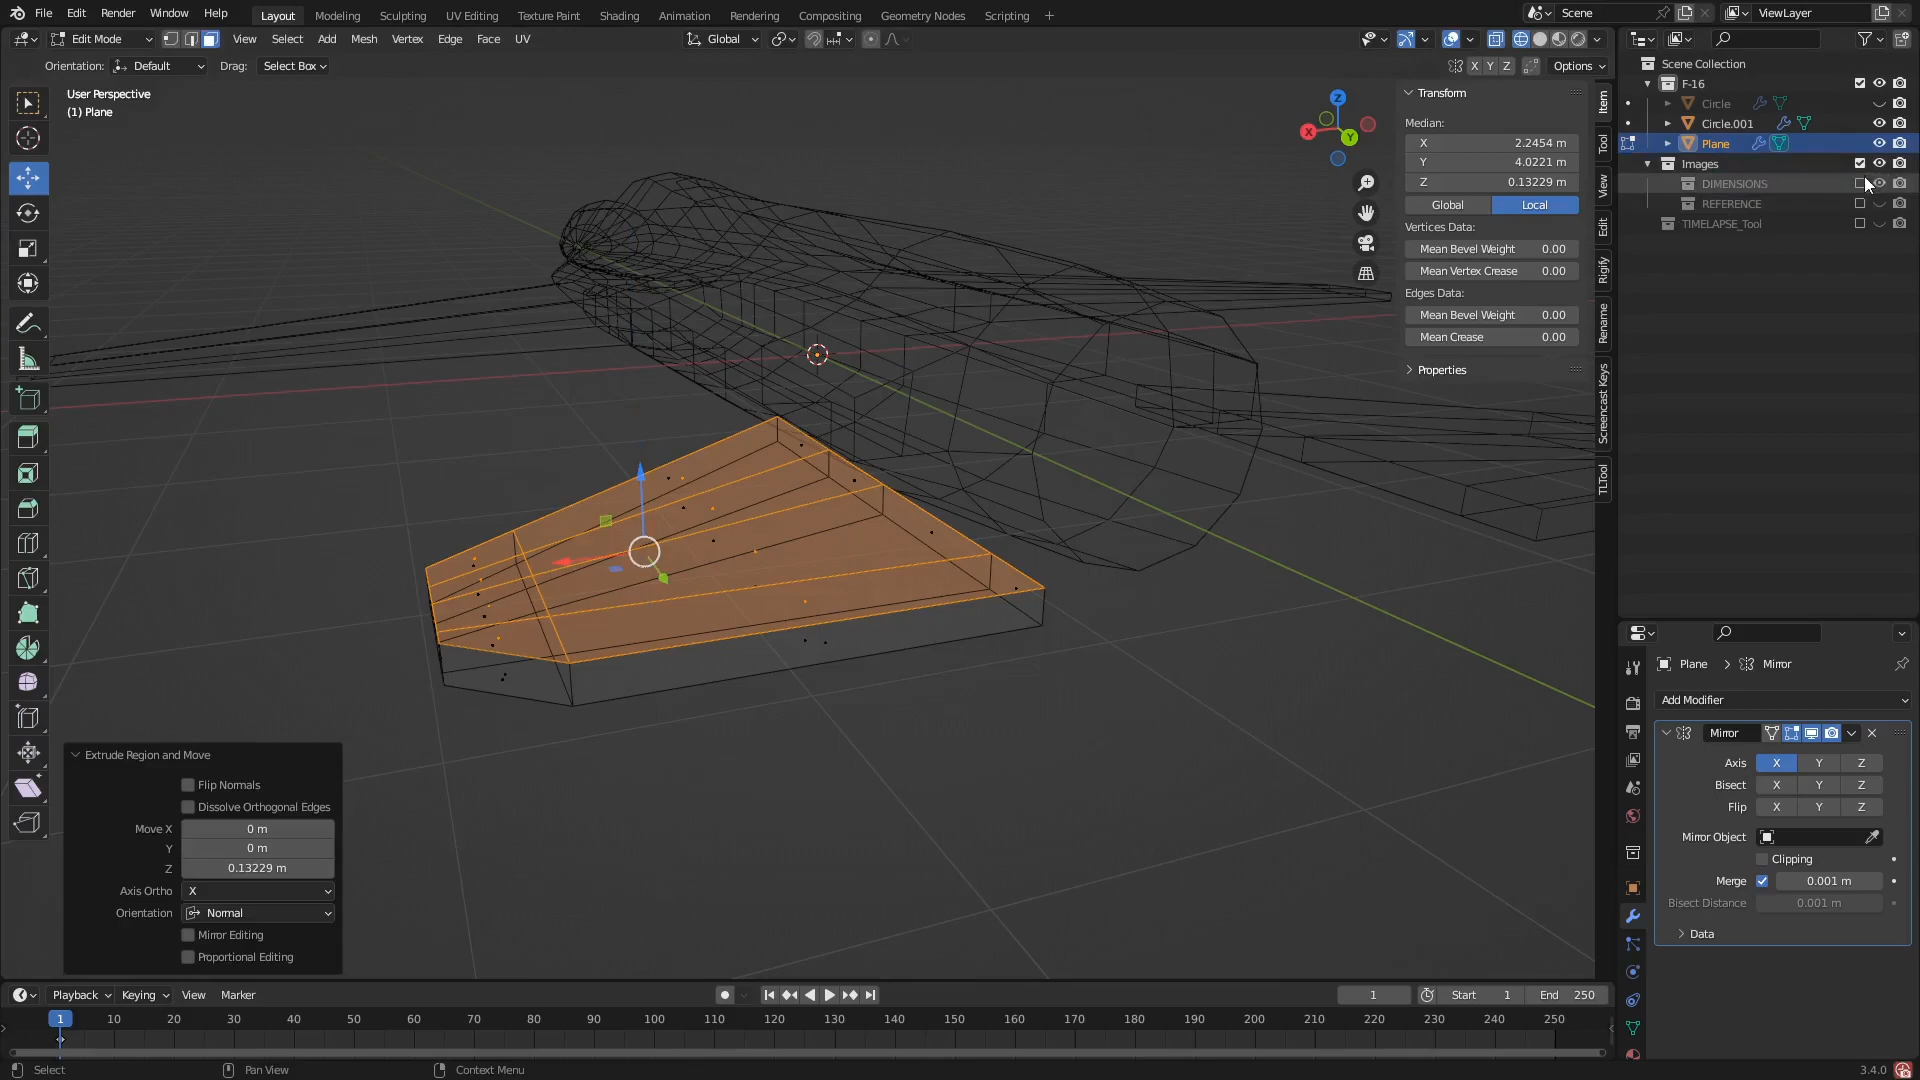 File Edit Render Window Help Layout Modeling Sculpting UV Editing Texture Paint Shading Animation Rendering Compositing Geometry Nodes Scripting + Scene ViewLayer
Edit Mode View Select Add Mesh Vertex Edge Face UV Global
Orientation: Default Drag: Select Box X Y Z Options
User Perspective
(1) Plane
Z
X
Y
Transform
Median:
X 2.2454 m
Y 4.0221 m
Z 0.13229 m
Global Local
Vertices Data:
Mean Bevel Weight 0.00
Mean Vertex Crease 0.00
Edges Data:
Mean Bevel Weight 0.00
Mean Crease 0.00
Properties
Item
Tool
View
Edit
Rigify
Rename
Screencast Keys
TLTool
Scene Collection
F-16
Circle
Circle.001
Plane
Images
DIMENSIONS
REFERENCE
TIMELAPSE_Tool
Plane > Mirror
Add Modifier
Mirror
Axis X Y Z
Bisect X Y Z
Flip X Y Z
Mirror Object
Clipping
Merge 0.001 m
Bisect Distance 0.001 m
Data
Extrude Region and Move
Flip Normals
Dissolve Orthogonal Edges
Move X 0 m
Y 0 m
Z 0.13229 m
Axis Ortho X
Orientation Normal
Mirror Editing
Proportional Editing
Playback Keying View Marker 1 Start 1 End 250
1 10 20 30 40 50 60 70 80 90 100 110 120 130 140 150 160 170 180 190 200 210 220 230 240 250
Select Pan View Context Menu 3.4.0